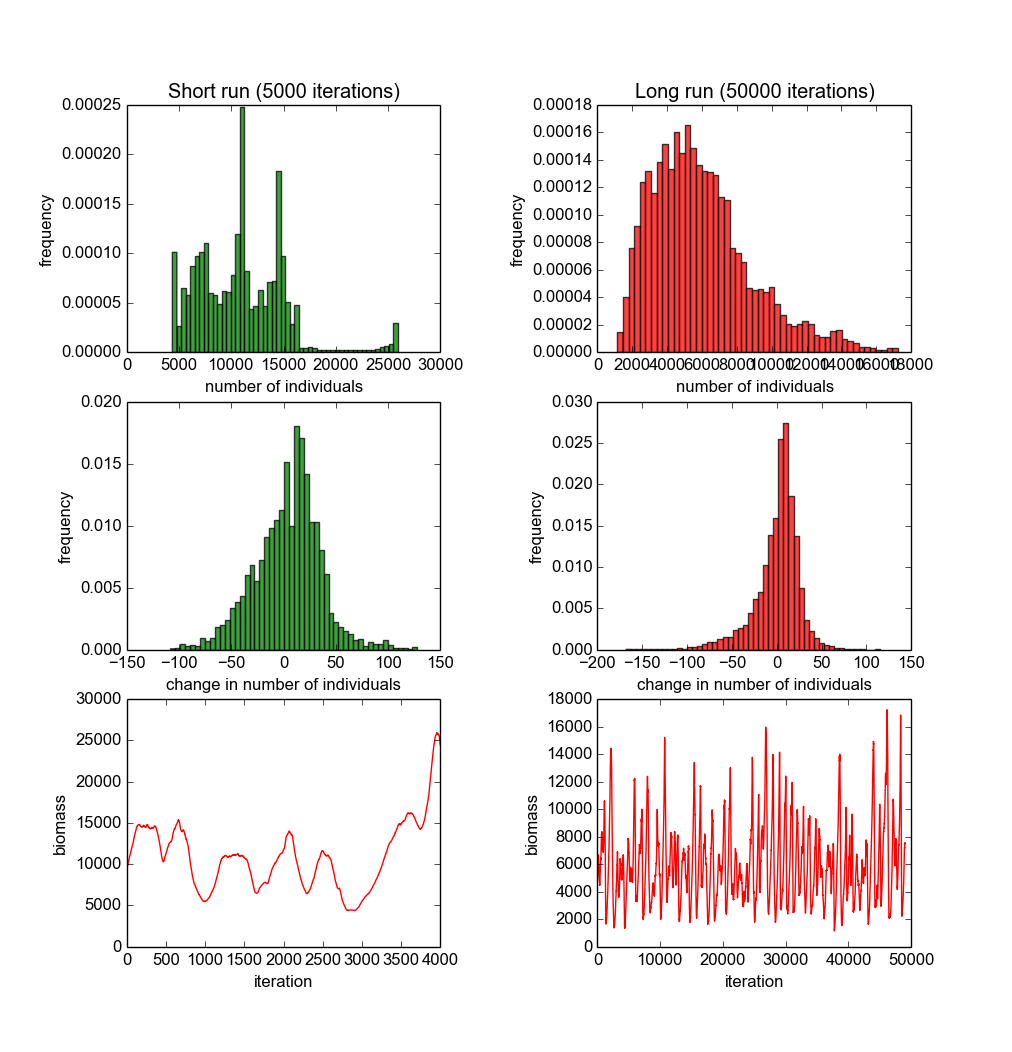 Short run (5000 iterations)
0.00025
0.00020
0.00015
0.00010
0.00005
0.00000
frequency
0 5000 10000 15000 20000 25000 30000
number of individuals
Long run (50000 iterations)
0.00018
0.00016
0.00014
0.00012
0.00010
0.00008
0.00006
0.00004
0.00002
0.00000
frequency
0 2000 4000 6000 8000 10000 12000 14000 16000 18000
number of individuals
0.020
0.015
0.010
0.005
0.000
frequency
−150 −100 −50 0 50 100 150
change in number of individuals
0.030
0.025
0.020
0.015
0.010
0.005
0.000
frequency
−200 −150 −100 −50 0 50 100 150
change in number of individuals
30000
25000
20000
15000
10000
5000
0
biomass
0 500 1000 1500 2000 2500 3000 3500 4000
iteration
18000
16000
14000
12000
10000
8000
6000
4000
2000
0
biomass
0 10000 20000 30000 40000 50000
iteration